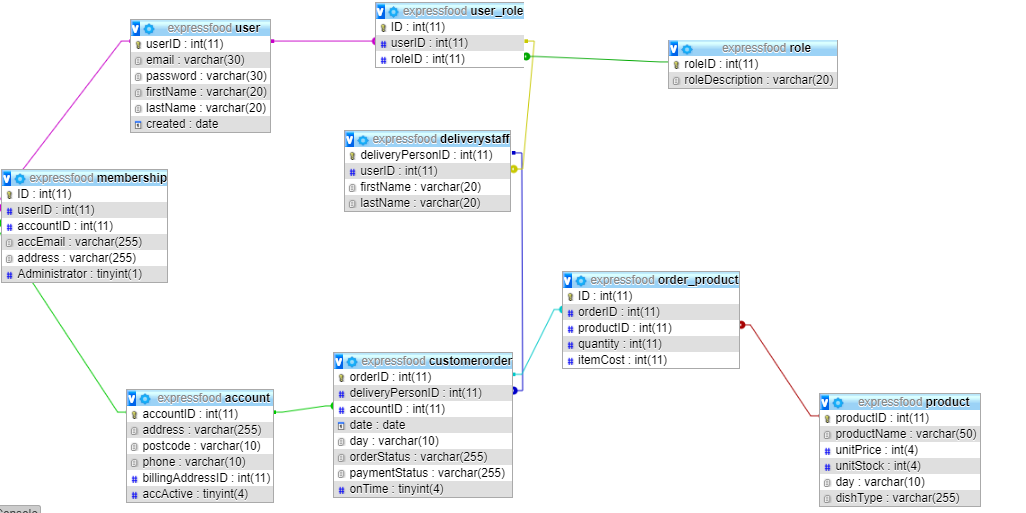 expressfood user
userID : int(11)
email : varchar(30)
password : varchar(30)
firstName : varchar(20)
lastName : varchar(20)
created : date
expressfood user_role
ID : int(11)
userID : int(11)
roleID : int(11)
expressfood role
roleID : int(11)
roleDescription : varchar(20)
expressfood deliverystaff
deliveryPersonID : int(11)
userID : int(11)
firstName : varchar(20)
lastName : varchar(20)
expressfood membership
ID : int(11)
userID : int(11)
accountID : int(11)
accEmail : varchar(255)
address : varchar(255)
Administrator : tinyint(1)
expressfood order_product
ID : int(11)
orderID : int(11)
productID : int(11)
quantity : int(11)
itemCost : int(11)
expressfood account
accountID : int(11)
address : varchar(255)
postcode : varchar(10)
phone : varchar(10)
billingAddressID : int(11)
accActive : tinyint(4)
expressfood customerorder
orderID : int(11)
deliveryPersonID : int(11)
accountID : int(11)
date : date
day : varchar(10)
orderStatus : varchar(255)
paymentStatus : varchar(255)
onTime : tinyint(4)
expressfood product
productID : int(11)
productName : varchar(50)
unitPrice : int(4)
unitStock : int(4)
day : varchar(10)
dishType : varchar(255)